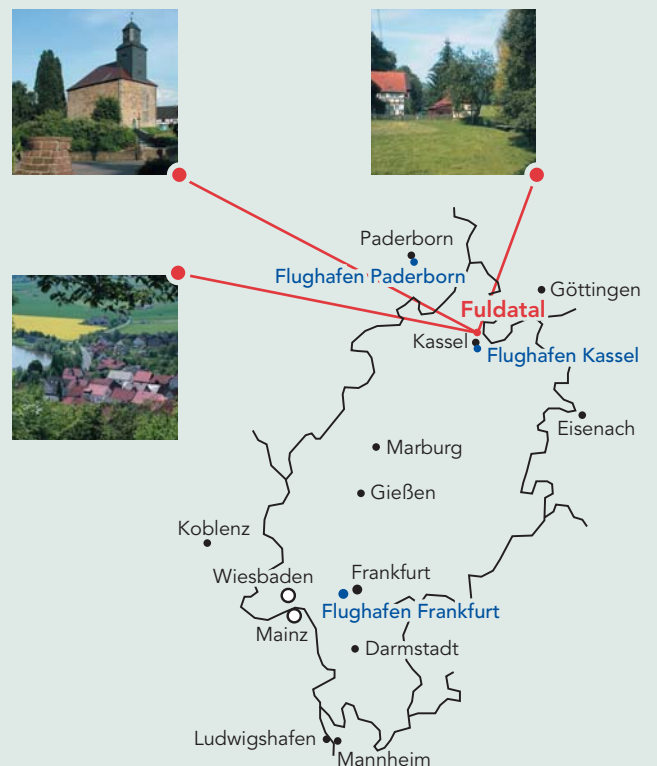 Paderborn
Flughafen Paderborn
Göttingen
Fuldatal
Kassel
Flughafen Kassel
Eisenach
Marburg
Gießen
Koblenz
Wiesbaden
Frankfurt
Flughafen Frankfurt
Mainz
Darmstadt
Ludwigshafen
Mannheim